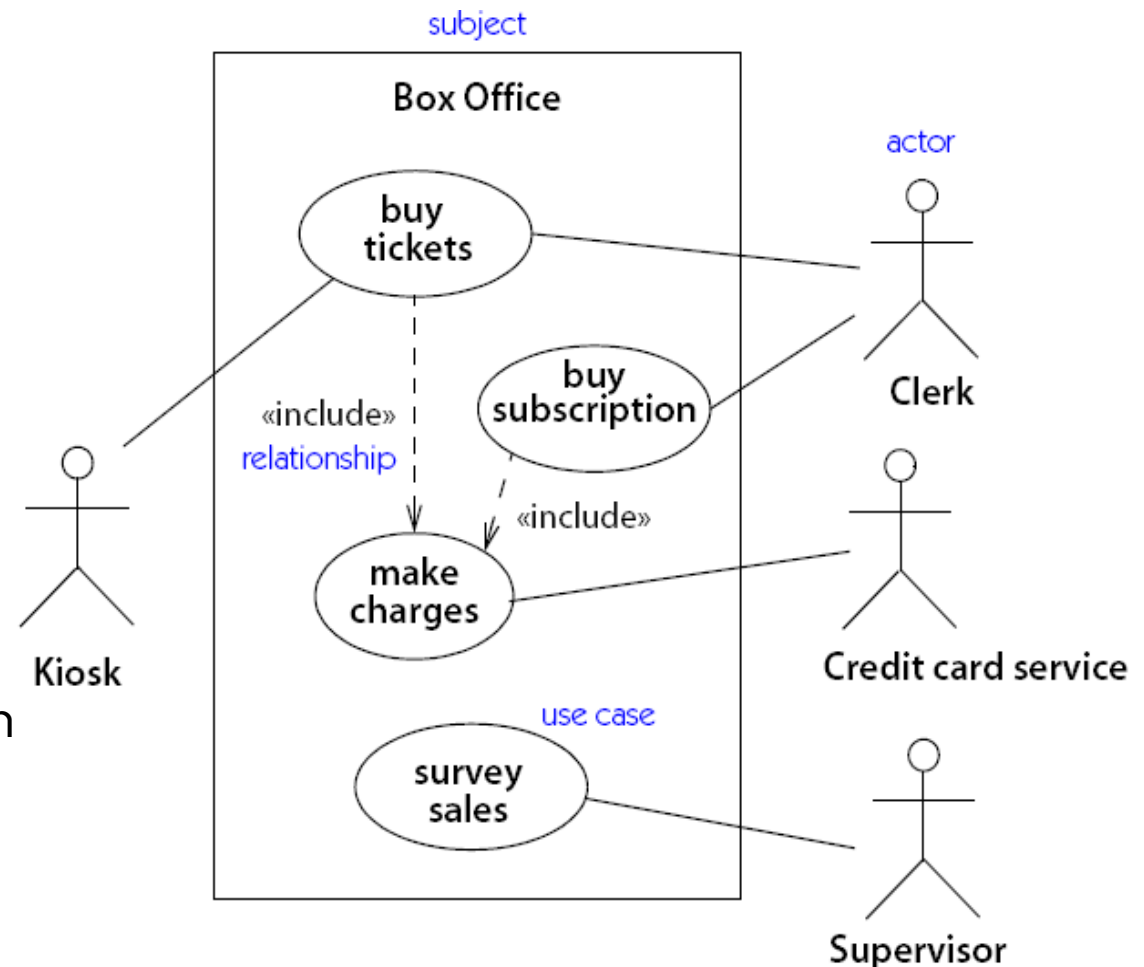 subject
Box Office
actor
buy
tickets
Clerk
buy
subscription
«include»
relationship
«include»
make
charges
Kiosk
Credit card service
n
use case
survey
sales
Supervisor